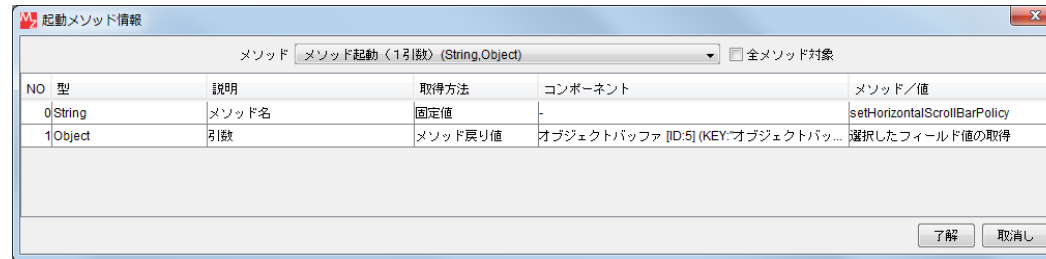 起動メソッド情報
メソッド メソッド起動（1引数）(String,Object) 全メソッド対象
NO 型 説明 取得方法 コンポーネント メソッド／値
0 String メソッド名 固定値 - setHorizontalScrollBarPolicy
1 Object 引数 メソッド戻り値 オブジェクトバッファ [ID:5] (KEY:オブジェクトバッ... 選択したフィールド値の取得
了解 取消し